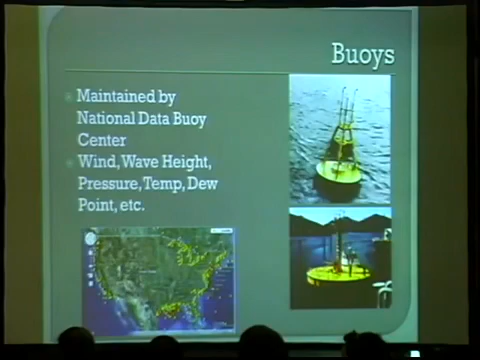 Buoys
Maintained by
National Data Buoy
Center
Wind, Wave Height,
Pressure, Temp, Dew
Point, etc.